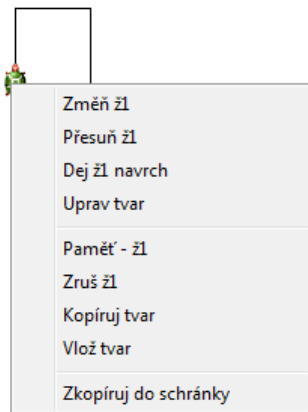 Změň ž1
Přesuň ž1
Dej ž1 navrch
Uprav tvar
Paměť - ž1
Zruš ž1
Kopíruj tvar
Vlož tvar
Zkopíruj do schránky